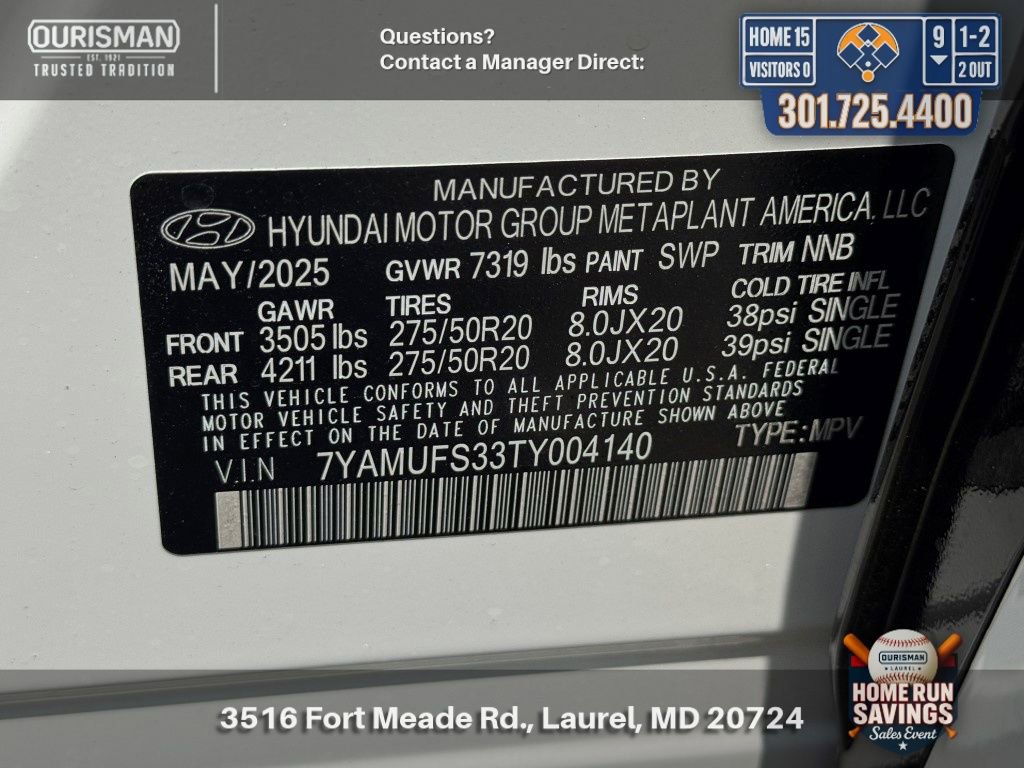 OURISMAN
EST. 1921
TRUSTED TRADITION
Questions?
Contact a Manager Direct:
HOME 15
VISITORS 0
9
1-2
2 OUT
301.725.4400
MANUFACTURED BY
HYUNDAI MOTOR GROUP METAPLANT AMERICA, LLC
MAY/2025 GVWR 7319 lbs PAINT SWP TRIM NNB
GAWR TIRES RIMS COLD TIRE INFL
FRONT 3505 lbs 275/50R20 8.0JX20 38psi SINGLE
REAR 4211 lbs 275/50R20 8.0JX20 39psi SINGLE
THIS VEHICLE CONFORMS TO ALL APPLICABLE U.S.A. FEDERAL
MOTOR VEHICLE SAFETY AND THEFT PREVENTION STANDARDS
IN EFFECT ON THE DATE OF MANUFACTURE SHOWN ABOVE
V.I.N 7YAMUFS33TY004140 TYPE: MPV
OURISMAN
LAUREL
HOME RUN
SAVINGS
Sales Event
3516 Fort Meade Rd., Laurel, MD 20724